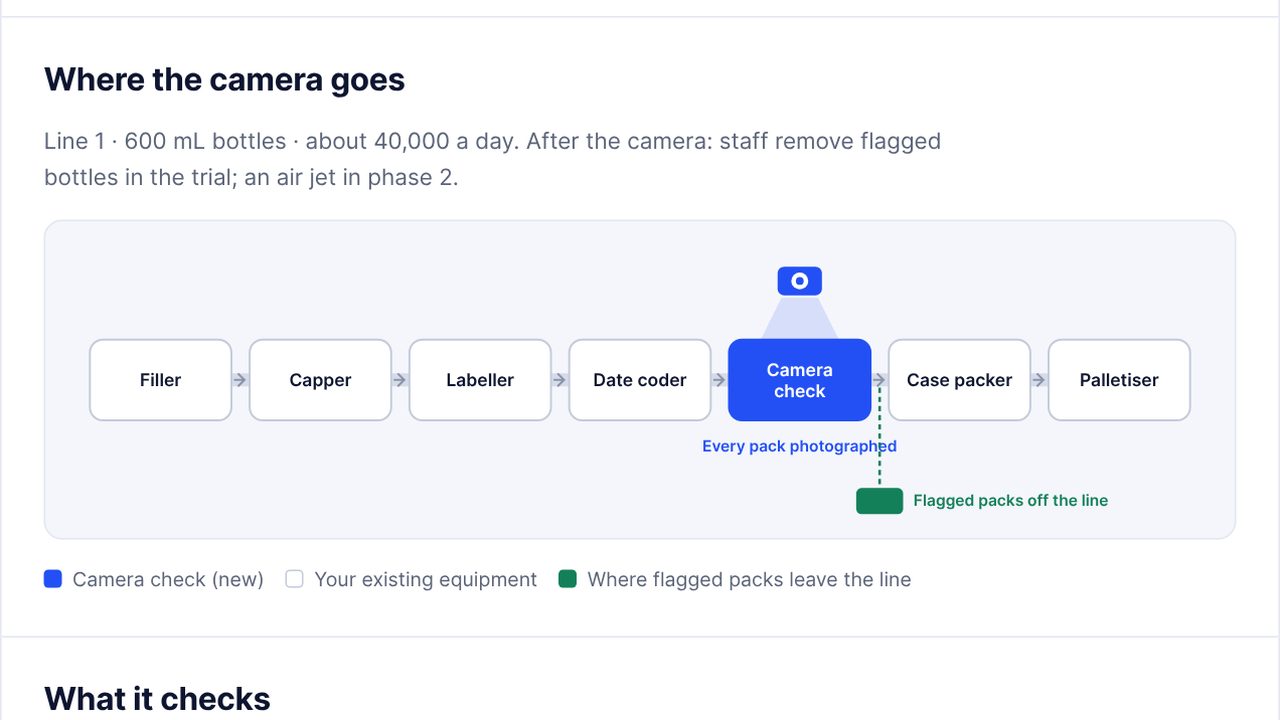 Where the camera goes
Line 1 · 600 mL bottles · about 40,000 a day. After the camera: staff remove flagged
bottles in the trial; an air jet in phase 2.
Filler
Capper
Labeller
Date coder
Camera
check
Case packer
Palletiser
Every pack photographed
Flagged packs off the line
Camera check (new)
Your existing equipment
Where flagged packs leave the line
What it checks